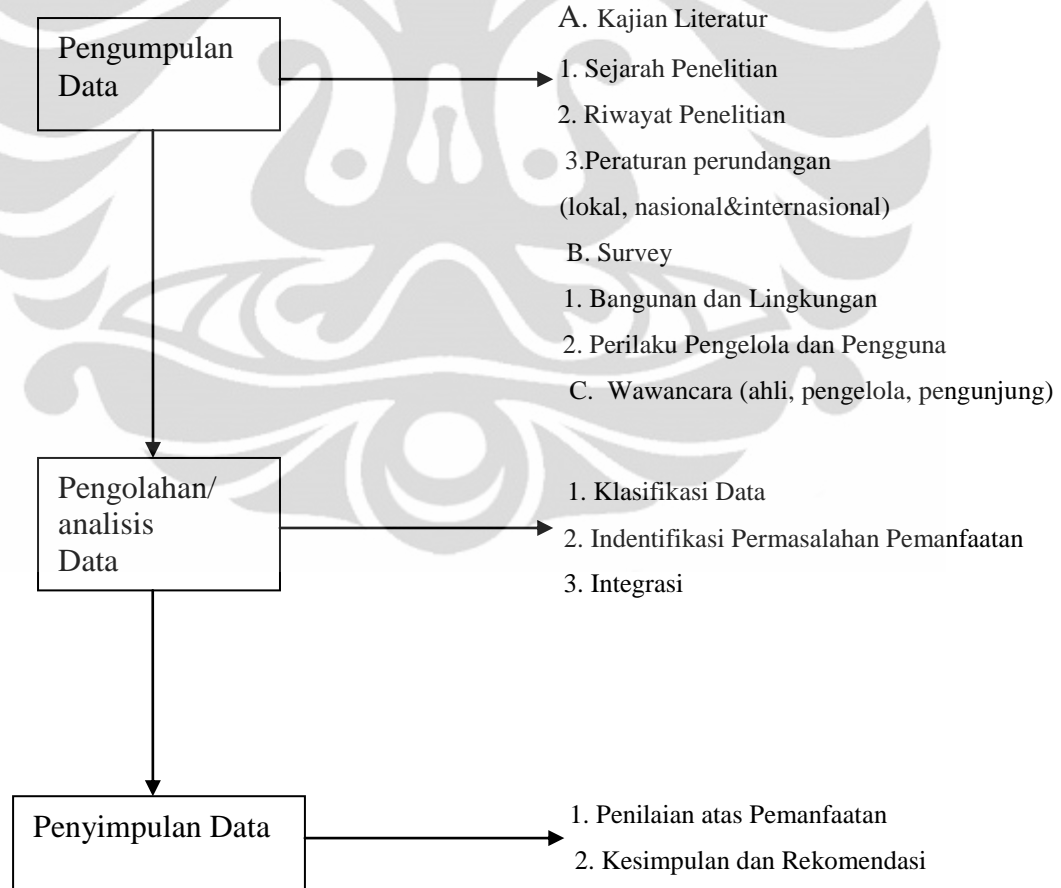 Pengumpulan
Data
A. Kajian Literatur
1. Sejarah Penelitian
2. Riwayat Penelitian
3.Peraturan perundangan
(lokal, nasional&internasional)
B. Survey
1. Bangunan dan Lingkungan
2. Perilaku Pengelola dan Pengguna
C. Wawancara (ahli, pengelola, pengunjung)
Pengolahan/
analisis
Data
1. Klasifikasi Data
2. Indentifikasi Permasalahan Pemanfaatan
3. Integrasi
Penyimpulan Data
1. Penilaian atas Pemanfaatan
2. Kesimpulan dan Rekomendasi